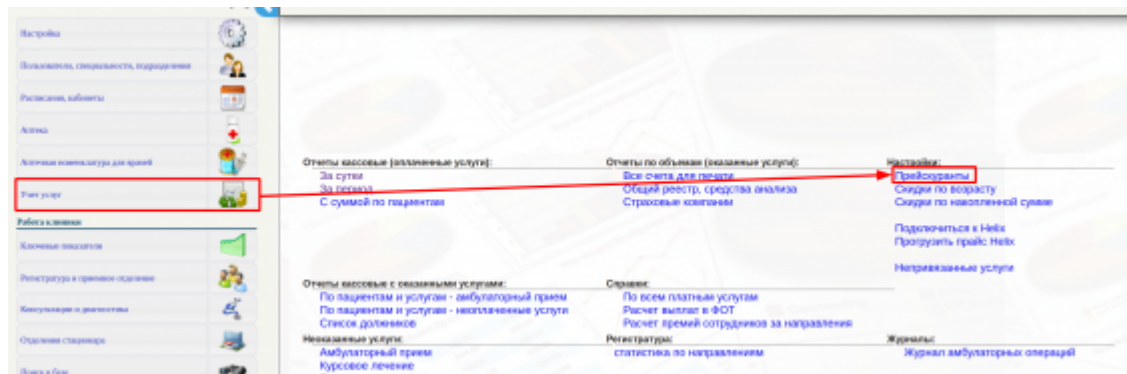 Настройка
Пользователи, специальности, подразделения
Расписания, кабинеты
Аптека
Аптечная номенклатура для врачей
Учет услуг
Работа клиники
Ключевые показатели
Регистратура и приемное отделение
Консультации и диагностика
Отделения стационара
Поиск в базе
Отчеты кассовые (оплаченные услуги):
За сутки
За период
С суммой по пациентам
Отчеты по объемам (оказанные услуги):
Все счета для печати
Общий реестр, средства анализа
Страховые компании
Настройки:
Прейскуранты
Скидки по возрасту
Скидки по накопленной сумме
Подключиться к Helix
Прогрузить прайс Helix
Непривязанные услуги
Отчеты кассовые с оказанными услугами:
По пациентам и услугам - амбулаторный прием
По пациентам и услугам - неоплаченные услуги
Список должников
Справки:
По всем платным услугам
Расчет выплат в ФОТ
Расчет премий сотрудников за направления
Неоказанные услуги:
Амбулаторный прием
Курсовое лечение
Регистратура:
статистика по направлениям
Журналы:
Журнал амбулаторных операций